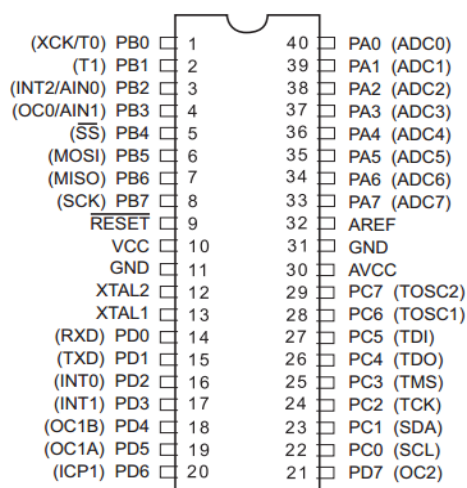 (XCK/T0) PB0 1 40 PA0 (ADC0)
(T1) PB1 2 39 PA1 (ADC1)
(INT2/AIN0) PB2 3 38 PA2 (ADC2)
(OC0/AIN1) PB3 4 37 PA3 (ADC3)
(SS) PB4 5 36 PA4 (ADC4)
(MOSI) PB5 6 35 PA5 (ADC5)
(MISO) PB6 7 34 PA6 (ADC6)
(SCK) PB7 8 33 PA7 (ADC7)
RESET 9 32 AREF
VCC 10 31 GND
GND 11 30 AVCC
XTAL2 12 29 PC7 (TOSC2)
XTAL1 13 28 PC6 (TOSC1)
(RXD) PD0 14 27 PC5 (TDI)
(TXD) PD1 15 26 PC4 (TDO)
(INT0) PD2 16 25 PC3 (TMS)
(INT1) PD3 17 24 PC2 (TCK)
(OC1B) PD4 18 23 PC1 (SDA)
(OC1A) PD5 19 22 PC0 (SCL)
(ICP1) PD6 20 21 PD7 (OC2)